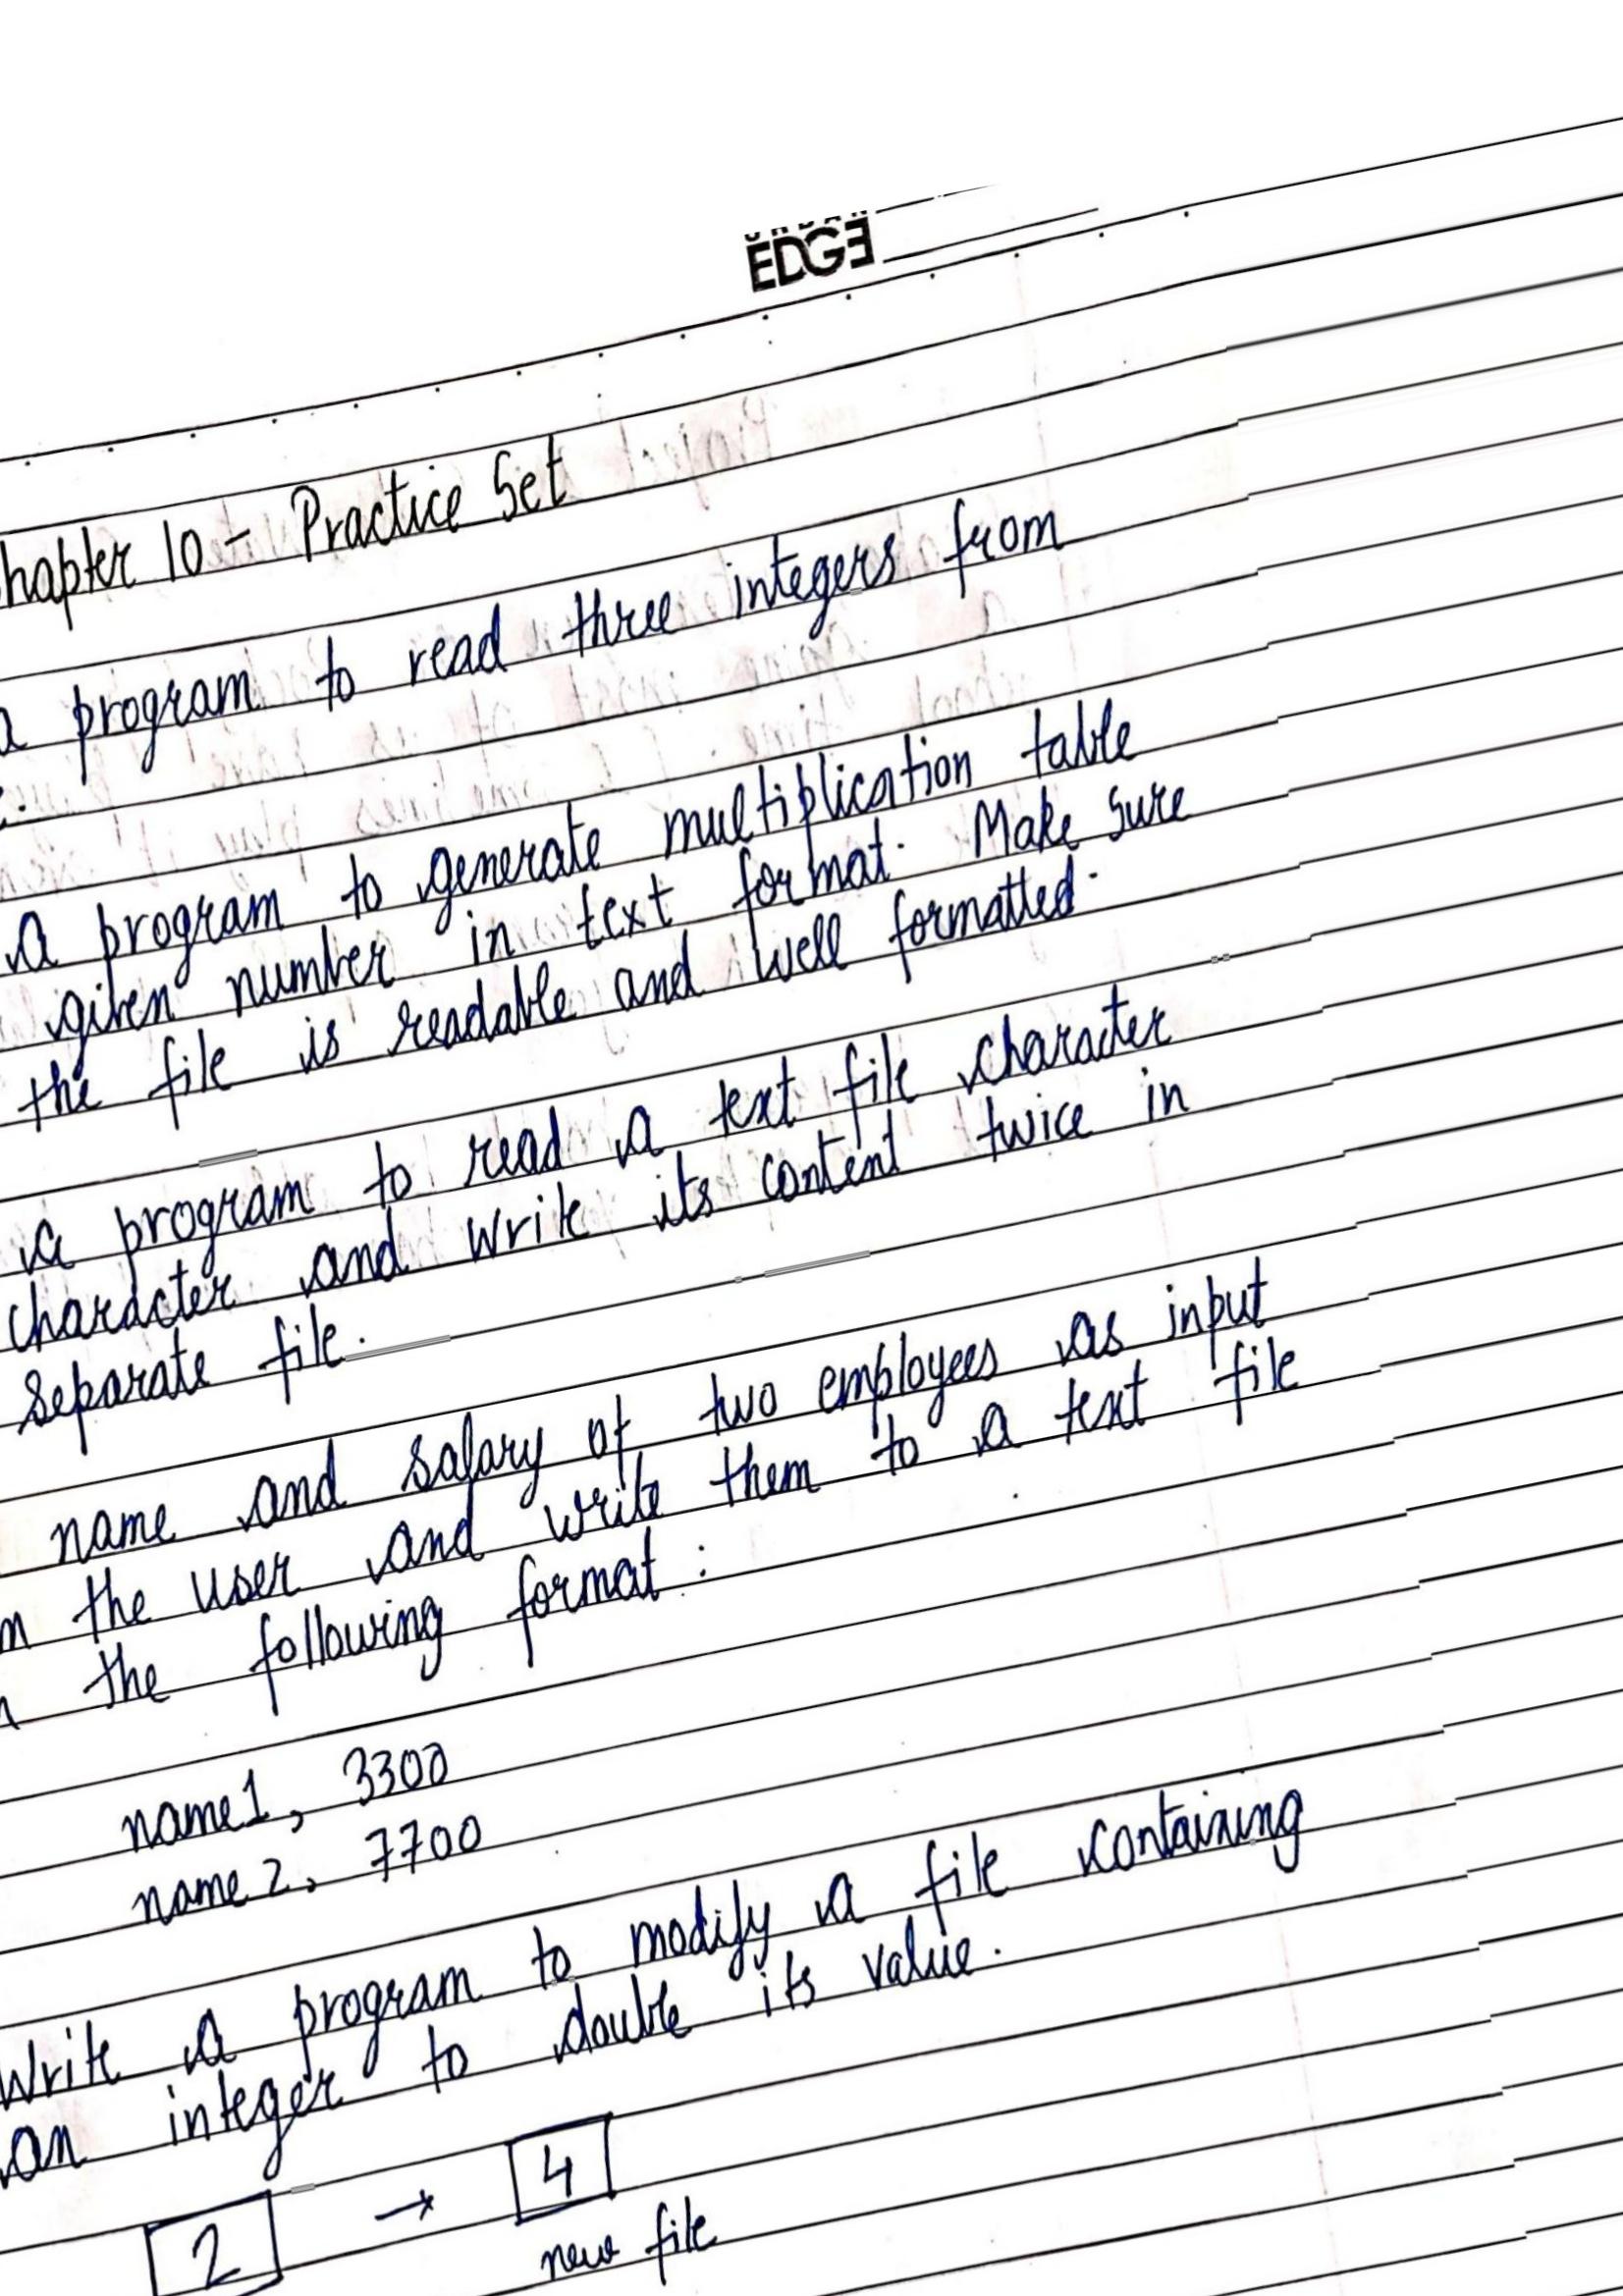 EDGE
hapter 10 - Practice Set
a program to read three integers from
a program to generate multiplication table
given number in text format. Make sure
the file is readable and well formatted.
a program to read a text file character
character and write its content twice in
separate file.
name and salary of two employees as input
m the user and write them to a text file
n the following format :
name1, 3300
name2, 7700
Write a program to modify a file containing
an integer to double its value.
2 → 4
new file